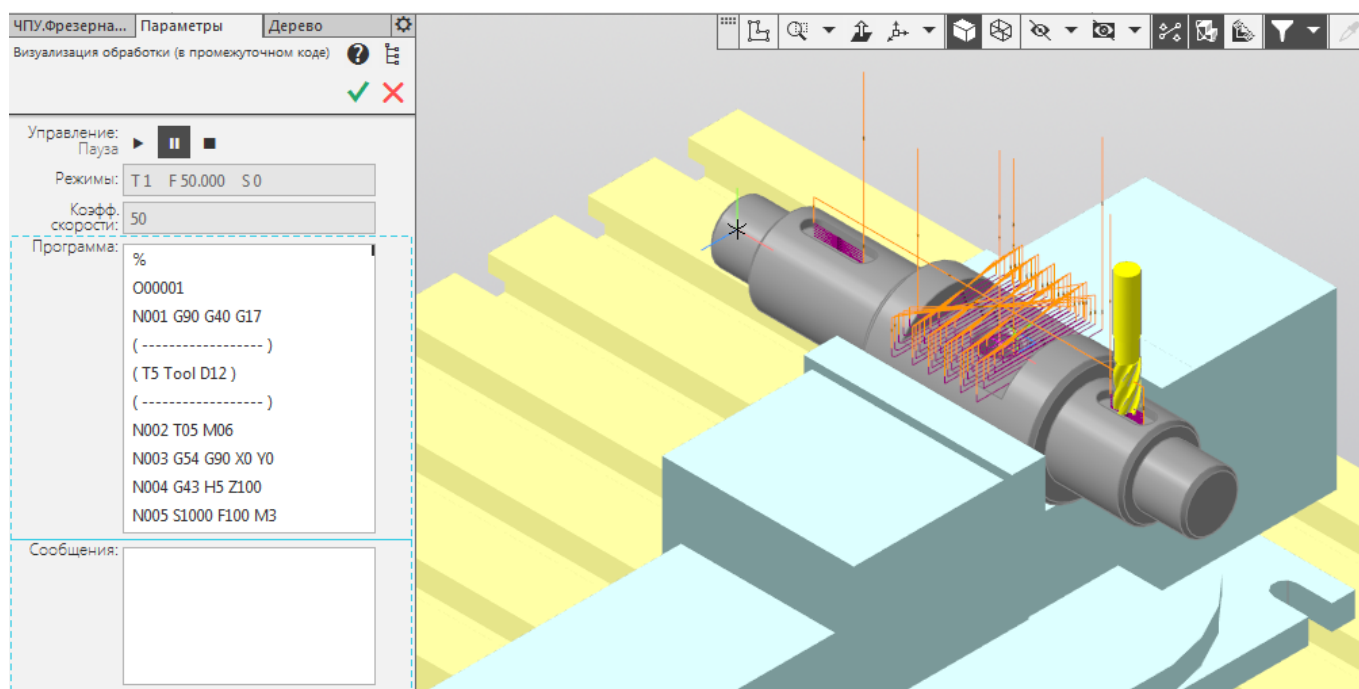 ЧПУ.Фрезерна... Параметры Дерево
Визуализация обработки (в промежуточном коде)
Управление:
Пауза
Режимы: T 1 F 50.000 S 0
Коэфф.
скорости: 50
Программа:
%
O00001
N001 G90 G40 G17
( ------------------ )
( T5 Tool D12 )
( ------------------ )
N002 T05 M06
N003 G54 G90 X0 Y0
N004 G43 H5 Z100
N005 S1000 F100 M3
Сообщения: